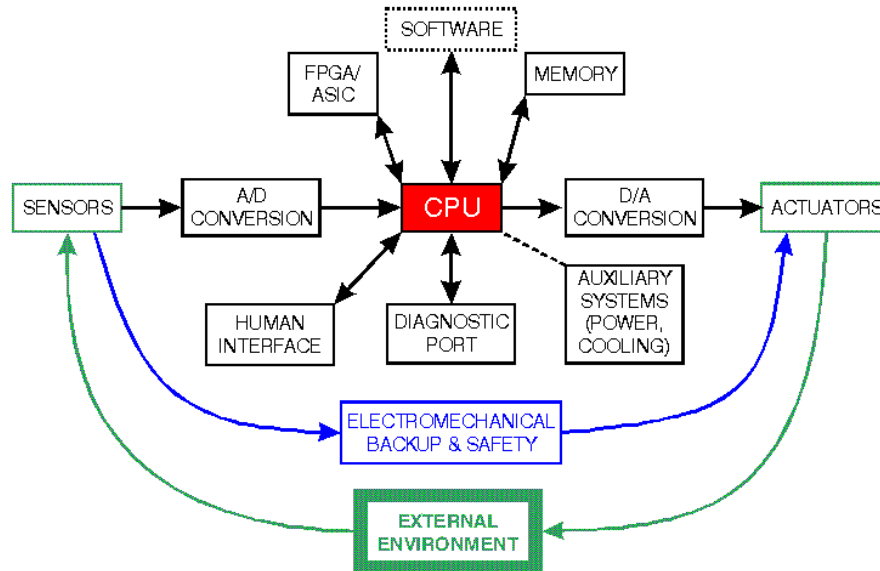 SOFTWARE
FPGA/
ASIC
MEMORY
SENSORS
A/D
CONVERSION
CPU
D/A
CONVERSION
ACTUATORS
HUMAN
INTERFACE
DIAGNOSTIC
PORT
AUXILIARY
SYSTEMS
(POWER,
COOLING)
ELECTROMECHANICAL
BACKUP & SAFETY
EXTERNAL
ENVIRONMENT